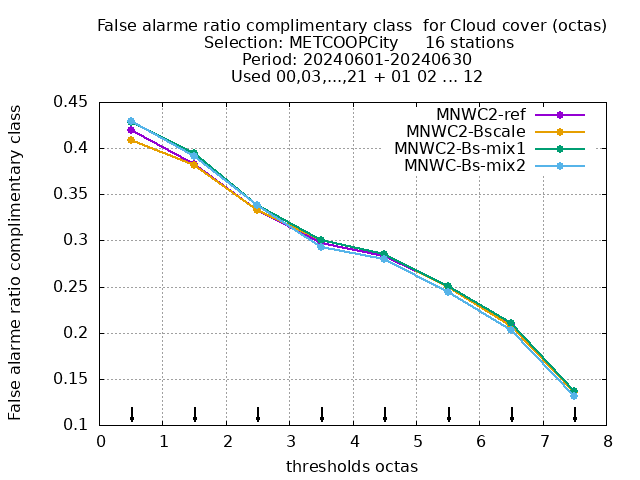 False alarme ratio complimentary class  for Cloud cover (octas)
Selection: METCOOPCity     16 stations
Period: 20240601-20240630
Used 00,03,...,21 + 01 02 ... 12
False alarme ratio complimentary class
0.45
0.4
0.35
0.3
0.25
0.2
0.15
0.1
MNWC2-ref
MNWC2-Bscale
MNWC2-Bs-mix1
MNWC-Bs-mix2
0 1 2 3 4 5 6 7 8
thresholds octas